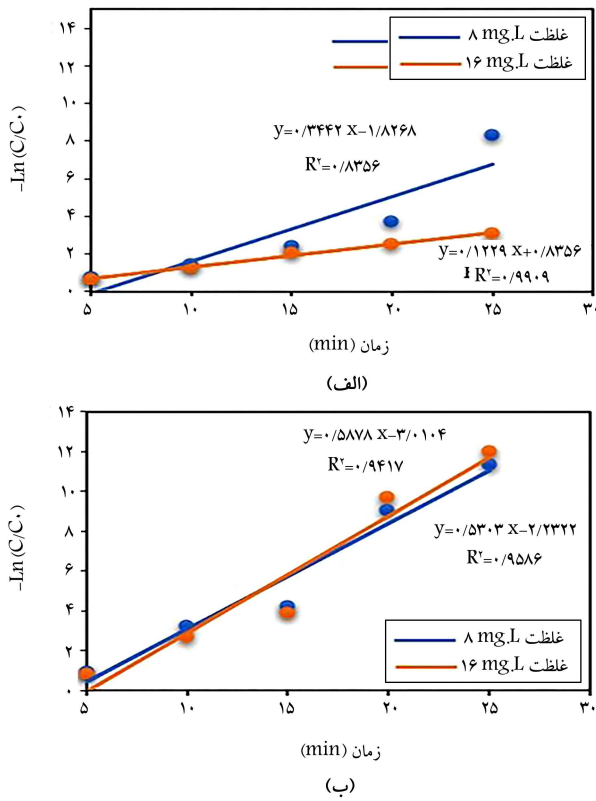 ۱۴
۱۲
۱۰
۸
۶
۴
۲
۰
-Ln (C/C۰)
غلظت ۸ mg.L
غلظت ۱۶ mg.L
y=۰/۳۴۴۲ x-۱/۸۲۶۸
R۲=۰/۸۳۵۶
y=۰/۱۲۲۹ x+۰/۸۳۵۶
R۲=۰/۹۹۰۹
۵ ۱۰ ۱۵ ۲۰ ۲۵ ۳۰
زمان (min)
(الف)
۱۴
۱۲
۱۰
۸
۶
۴
۲
۰
-Ln (C/C۰)
y=۰/۵۸۷۸ x-۳/۰۱۰۴
R۲=۰/۹۴۱۷
y=۰/۵۳۰۳ x-۲/۲۳۲۲
R۲=۰/۹۵۸۶
غلظت ۸ mg.L
غلظت ۱۶ mg.L
۵ ۱۰ ۱۵ ۲۰ ۲۵ ۳۰
زمان (min)
(ب)